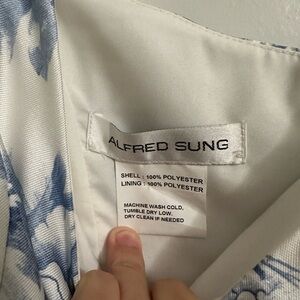 ALFRED SUNG
SHELL : 100% POLYESTER
LINING : 100% POLYESTER
MACHINE WASH COLD,
TUMBLE DRY LOW.
DRY CLEAN IF NEEDED